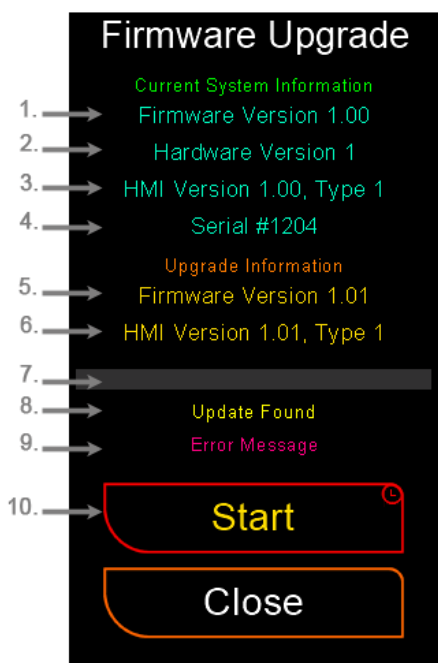 Firmware Upgrade
Current System Information
1. Firmware Version 1.00
2. Hardware Version 1
3. HMI Version 1.00, Type 1
4. Serial #1204
Upgrade Information
5. Firmware Version 1.01
6. HMI Version 1.01, Type 1
7.
8. Update Found
9. Error Message
10. Start
Close